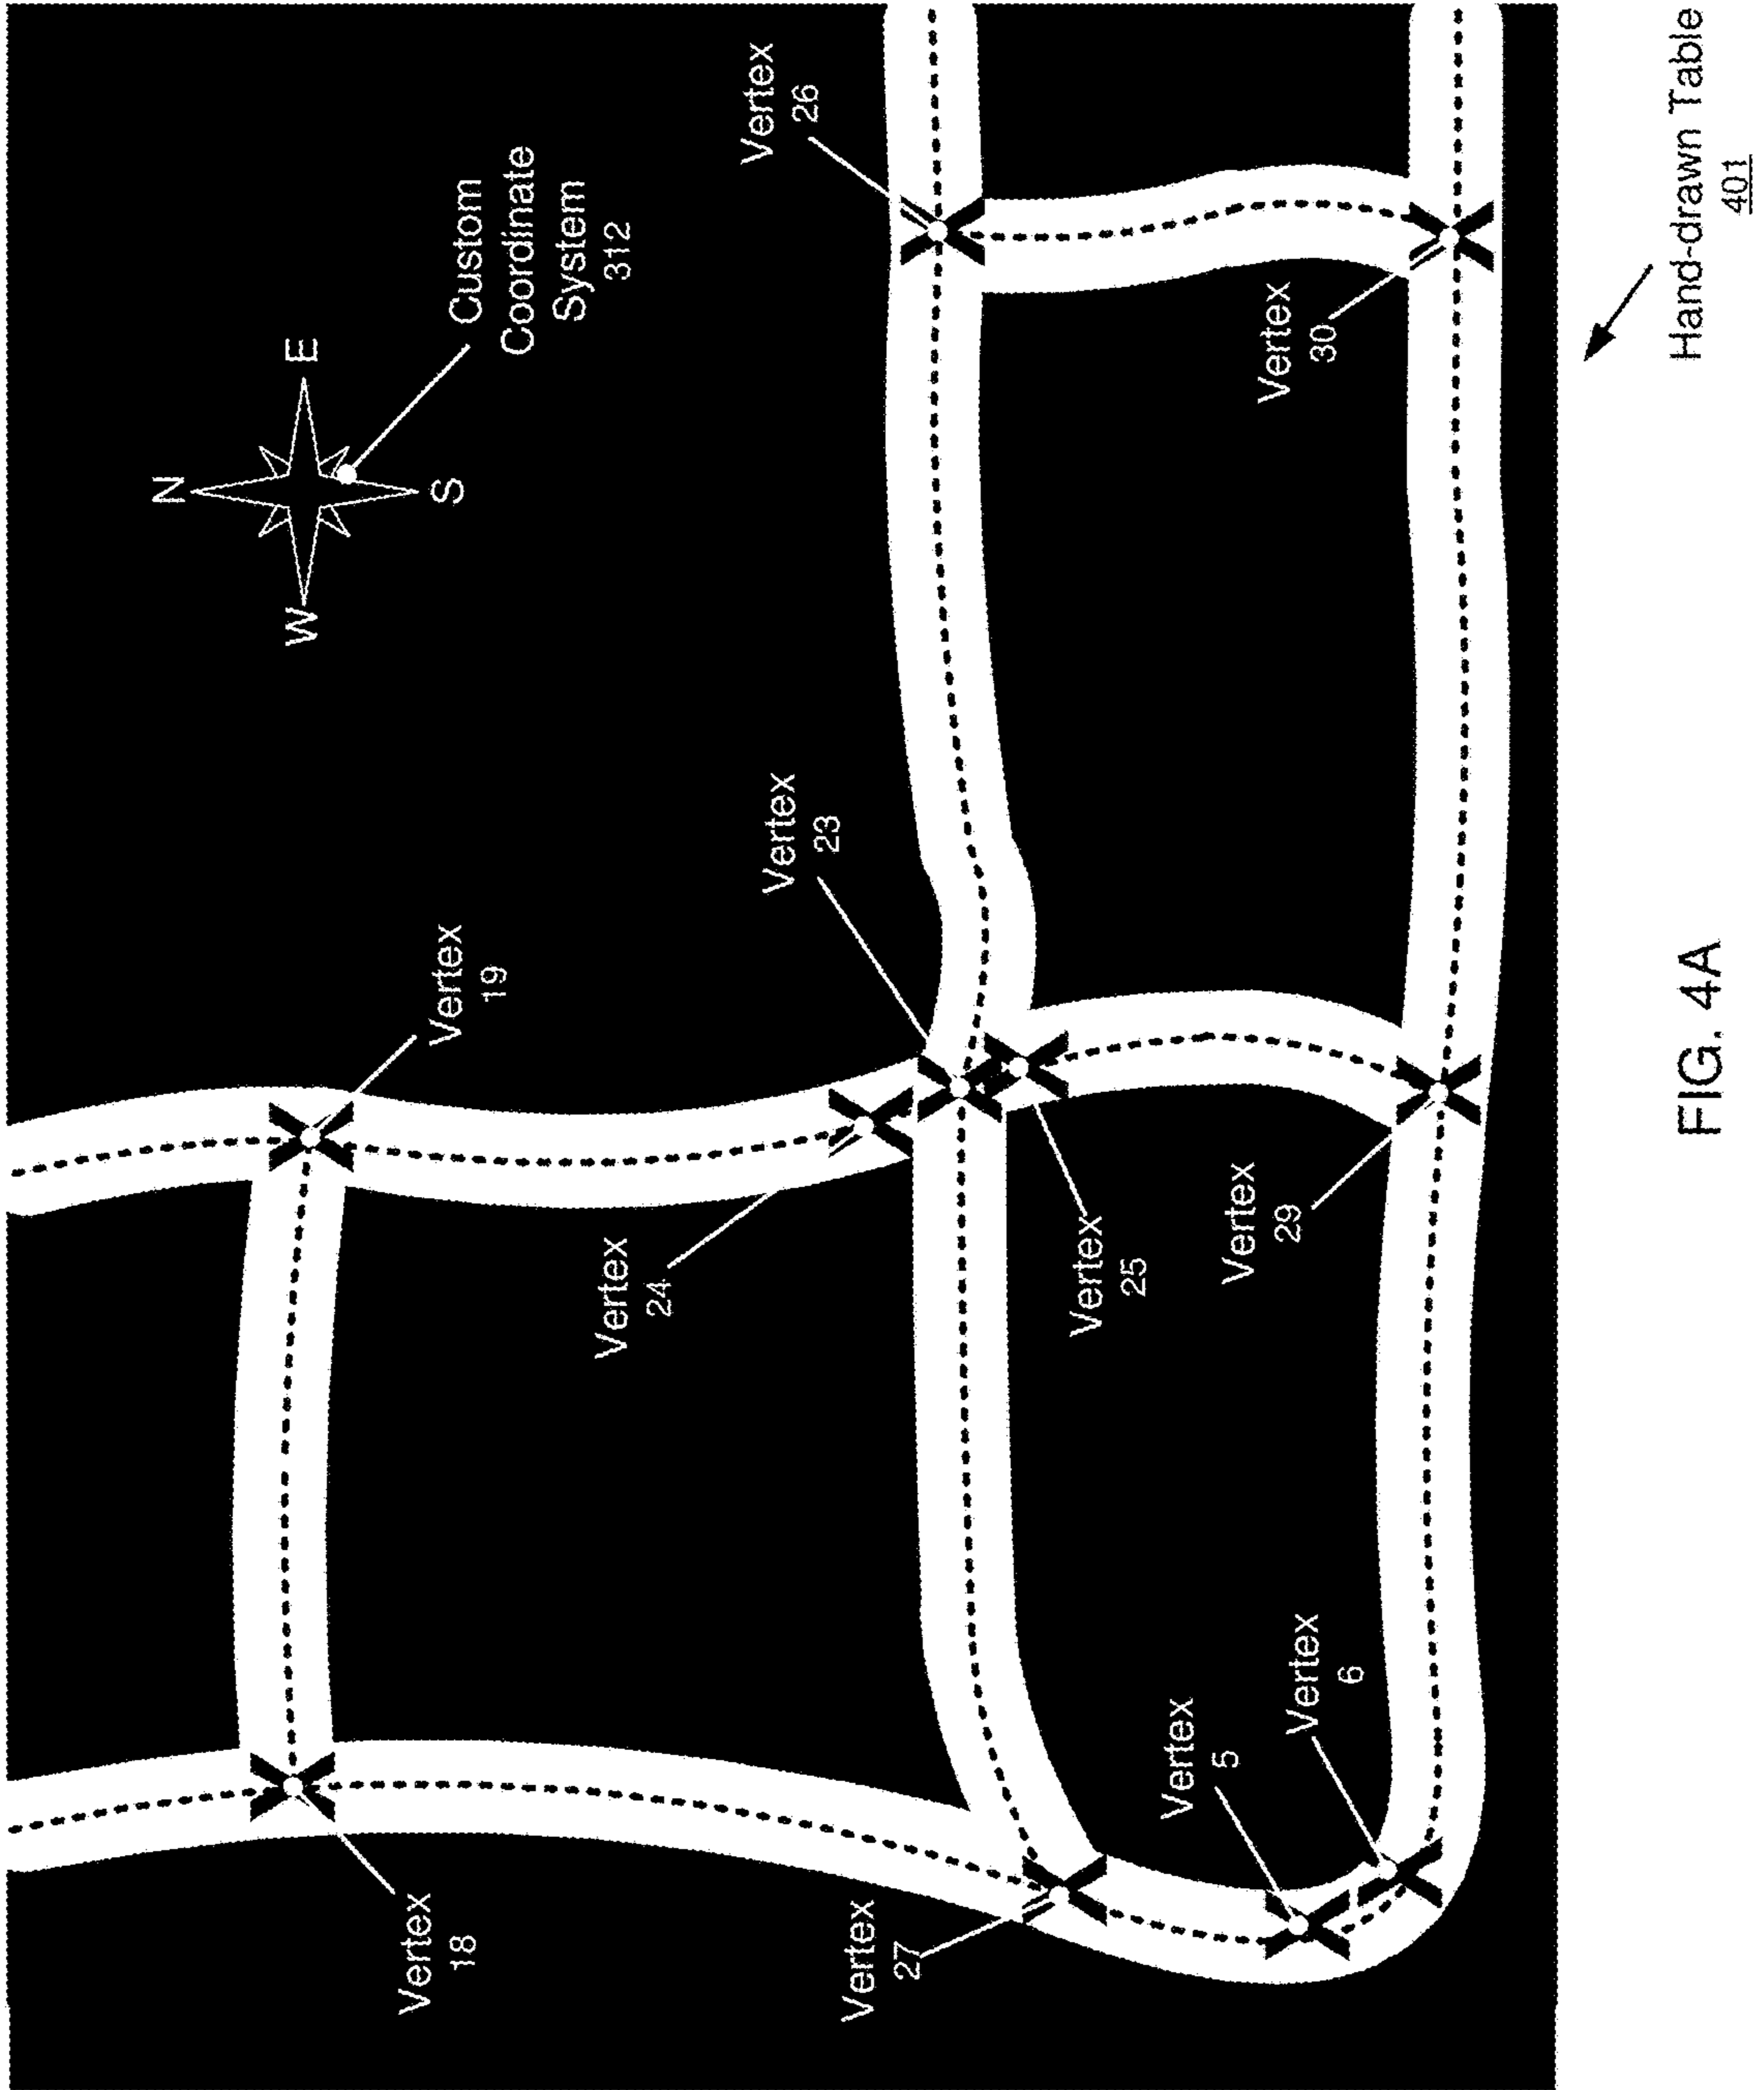 N
W
E
S
Custom
Coordinate
System
312
Vertex
18
Vertex
19
Vertex
24
Vertex
23
Vertex
26
Vertex
27
Vertex
25
Vertex
5
Vertex
6
Vertex
29
Vertex
30
Hand-drawn Table
401
FIG. 4A